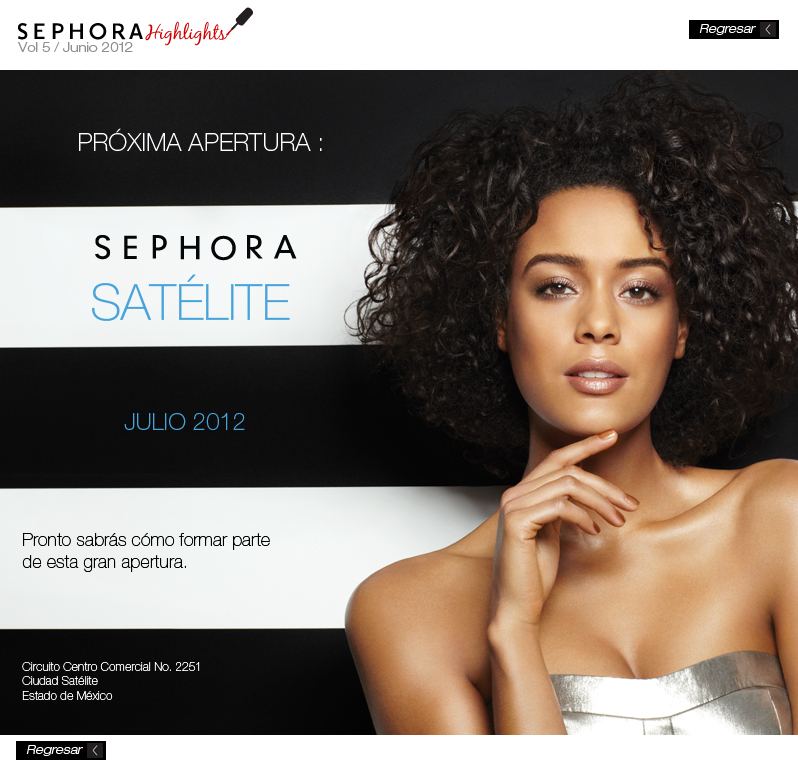 SEPHORA Highlights
Vol 5 / Junio 2012
Regresar
PRÓXIMA APERTURA :
SEPHORA
SATÉLITE
JULIO 2012
Pronto sabrás cómo formar parte
de esta gran apertura.
Circuito Centro Comercial No. 2251
Ciudad Satélite
Estado de México
Regresar